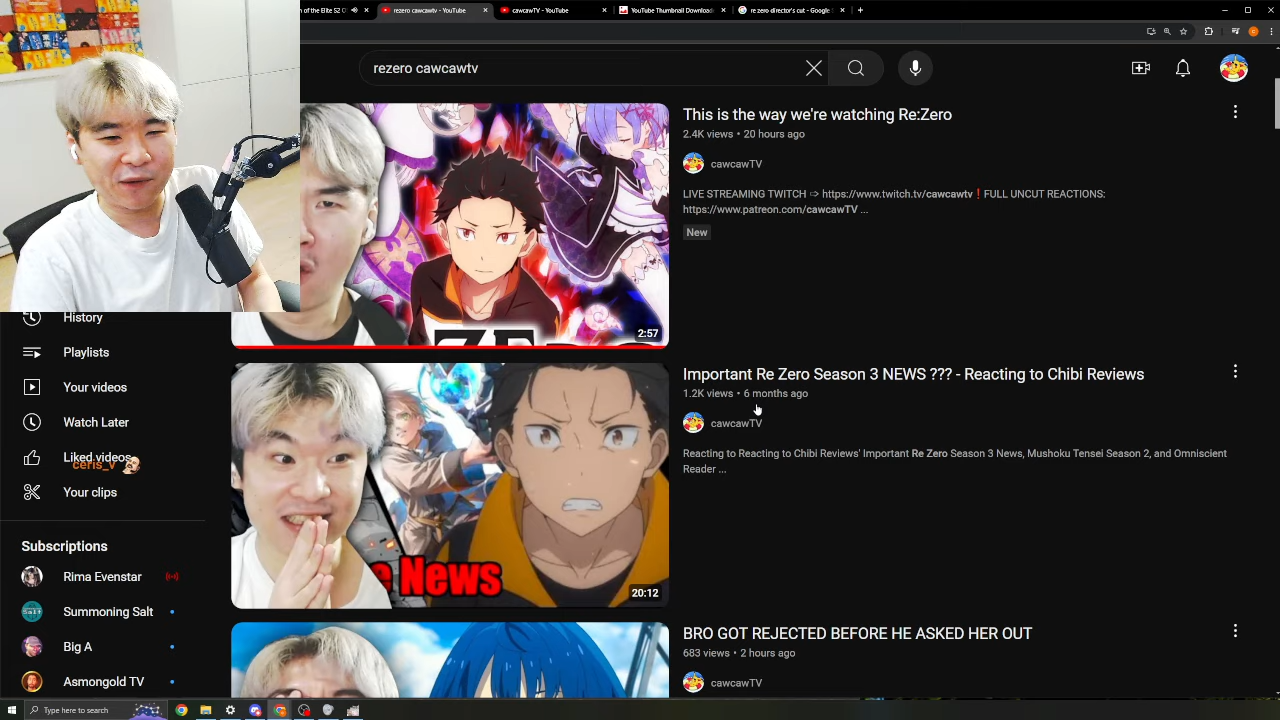 n of the Elite S2 O
rezero cawcawtv - YouTube
cawcawTV - YouTube
YouTube Thumbnail Download
re zero director's cut - Google S
rezero cawcawtv
This is the way we're watching Re:Zero
2.4K views • 20 hours ago
cawcawTV
LIVE STREAMING TWITCH ➩ https://www.twitch.tv/cawcawtv❗FULL UNCUT REACTIONS:
https://www.patreon.com/cawcawTV ...
New
2:57
History
Playlists
Your videos
Watch Later
Liked videos
ceris_v
Your clips
Subscriptions
Rima Evenstar
Summoning Salt
Big A
Asmongold TV
Important Re Zero Season 3 NEWS ??? - Reacting to Chibi Reviews
1.2K views • 6 months ago
cawcawTV
Reacting to Reacting to Chibi Reviews' Important Re Zero Season 3 News, Mushoku Tensei Season 2, and Omniscient
Reader ...
e News
20:12
BRO GOT REJECTED BEFORE HE ASKED HER OUT
683 views • 2 hours ago
cawcawTV
Type here to search